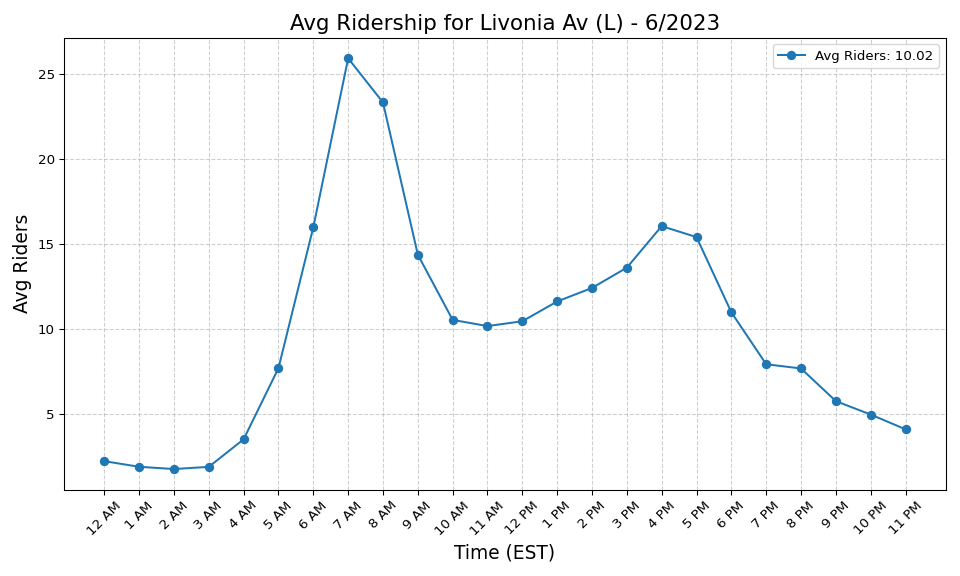 Avg Ridership for Livonia Av (L) - 6/2023
Avg Riders: 10.02
25
20
15
10
5
Avg Riders
12 AM
1 AM
2 AM
3 AM
4 AM
5 AM
6 AM
7 AM
8 AM
9 AM
10 AM
11 AM
12 PM
1 PM
2 PM
3 PM
4 PM
5 PM
6 PM
7 PM
8 PM
9 PM
10 PM
11 PM
Time (EST)